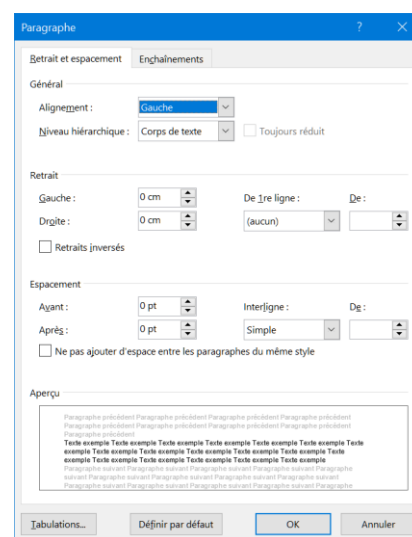 Paragraphe ? ×
Retrait et espacement Enchaînements
Général
Alignement : Gauche
Niveau hiérarchique : Corps de texte Toujours réduit
Retrait
Gauche : 0 cm De 1re ligne : De :
Droite : 0 cm (aucun)
Retraits inversés
Espacement
Avant : 0 pt Interligne : De :
Après : 0 pt Simple
Ne pas ajouter d'espace entre les paragraphes du même style
Aperçu
Paragraphe précédent Paragraphe précédent Paragraphe précédent Paragraphe précédent
Paragraphe précédent Paragraphe précédent Paragraphe précédent Paragraphe précédent
Paragraphe précédent
Texte exemple Texte exemple Texte exemple Texte exemple Texte exemple Texte exemple Texte
exemple Texte exemple Texte exemple Texte exemple Texte exemple Texte exemple Texte
exemple Texte exemple Texte exemple Texte exemple Texte exemple Texte exemple
Paragraphe suivant Paragraphe suivant Paragraphe suivant Paragraphe suivant Paragraphe
suivant Paragraphe suivant Paragraphe suivant Paragraphe suivant Paragraphe suivant
Paragraphe suivant Paragraphe suivant Paragraphe suivant Paragraphe suivant Paragraphe
Tabulations... Définir par défaut OK Annuler